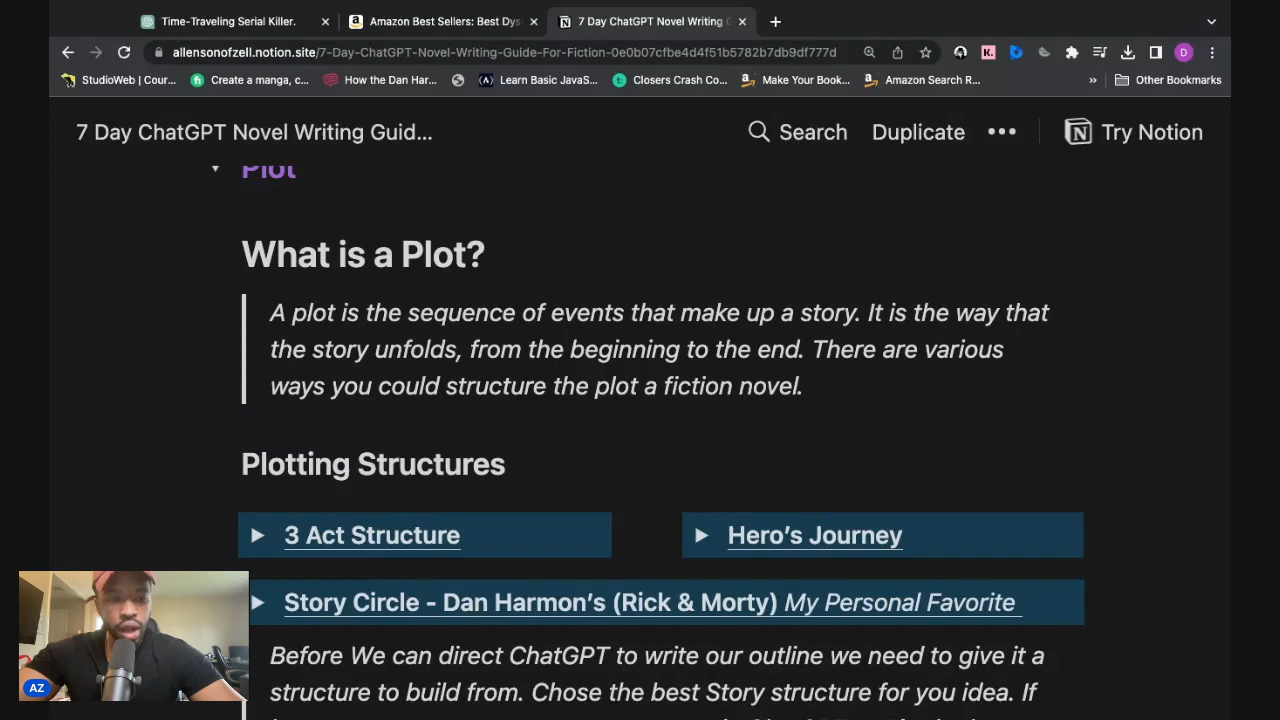 Time-Traveling Serial Killer.
Amazon Best Sellers: Best Dys
7 Day ChatGPT Novel Writing G
allensonofzell.notion.site/7-Day-ChatGPT-Novel-Writing-Guide-For-Fiction-0e0b07cfbe4d4f51b5782b7db9df777d
K.
D
StudioWeb | Cour...
Create a manga, c...
How the Dan Har...
Learn Basic JavaS...
Closers Crash Co...
Make Your Book...
Amazon Search R...
»
Other Bookmarks
7 Day ChatGPT Novel Writing Guid...
Search
Duplicate
•••
Try Notion
Plot
What is a Plot?
A plot is the sequence of events that make up a story. It is the way that
the story unfolds, from the beginning to the end. There are various
ways you could structure the plot a fiction novel.
Plotting Structures
3 Act Structure
Hero's Journey
Story Circle - Dan Harmon's (Rick & Morty) My Personal Favorite
Before We can direct ChatGPT to write our outline we need to give it a
structure to build from. Chose the best Story structure for you idea. If
AZ